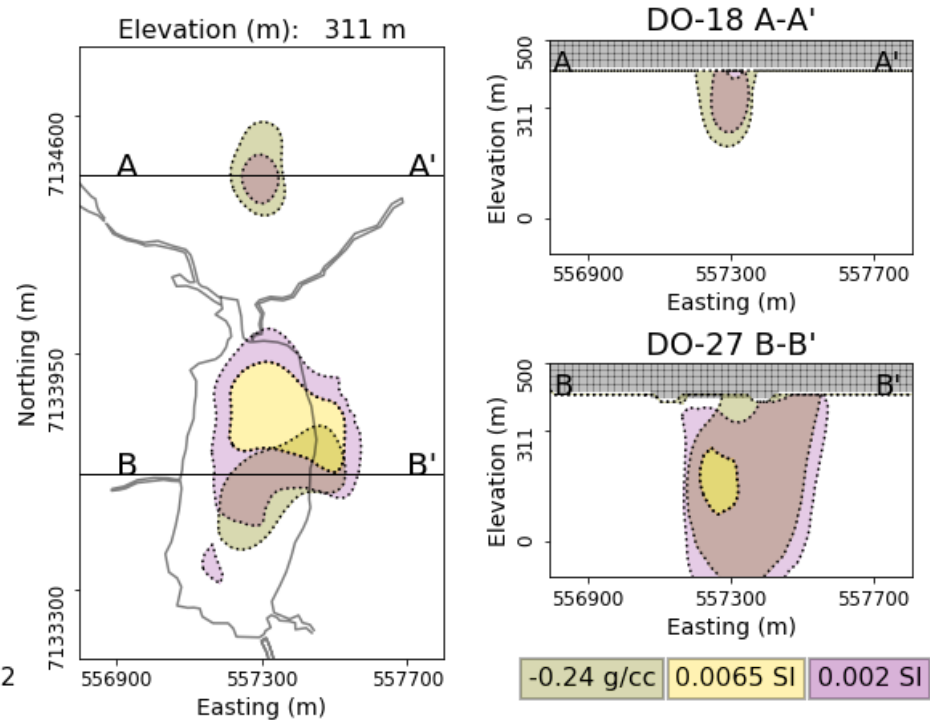 Elevation (m): 311 m
7134600
7133950
7133300
Northing (m)
A A'
B B'
556900 557300 557700
Easting (m)
2
DO-18 A-A'
A A'
500
311
0
Elevation (m)
556900 557300 557700
Easting (m)
DO-27 B-B'
B B'
500
311
0
Elevation (m)
556900 557300 557700
Easting (m)
-0.24 g/cc 0.0065 SI 0.002 SI